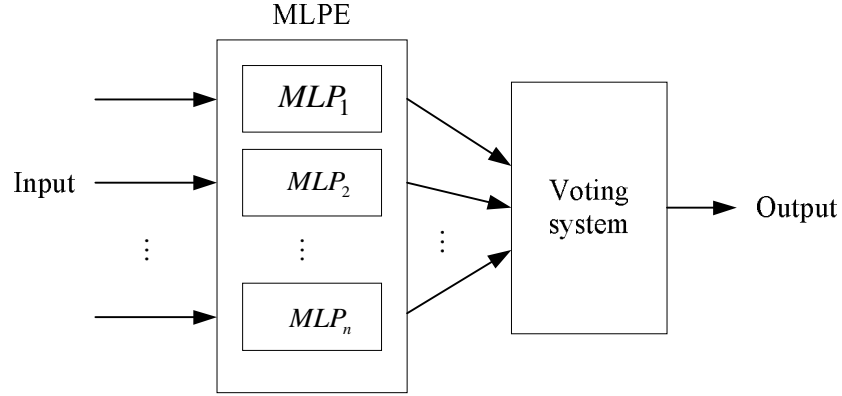 MLPE
MLP1
Input
MLP2
Voting
system
Output
⋮
⋮
⋮
MLPn